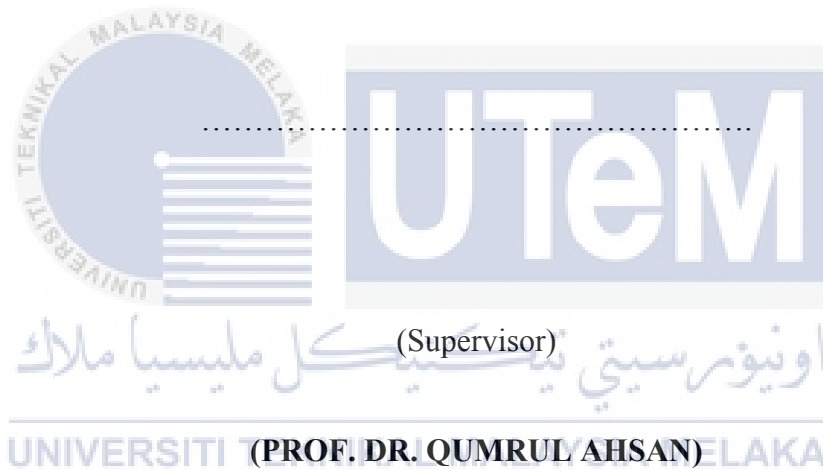 UNIVERSITI TEKNIKAL MALAYSIA MELAKA
UTeM
…………………………………………………
(Supervisor)
اونيۏرسيتي تيكنيكل مليسيا ملاك
UNIVERSITI TEKNIKAL MALAYSIA MELAKA
(PROF. DR. QUMRUL AHSAN)